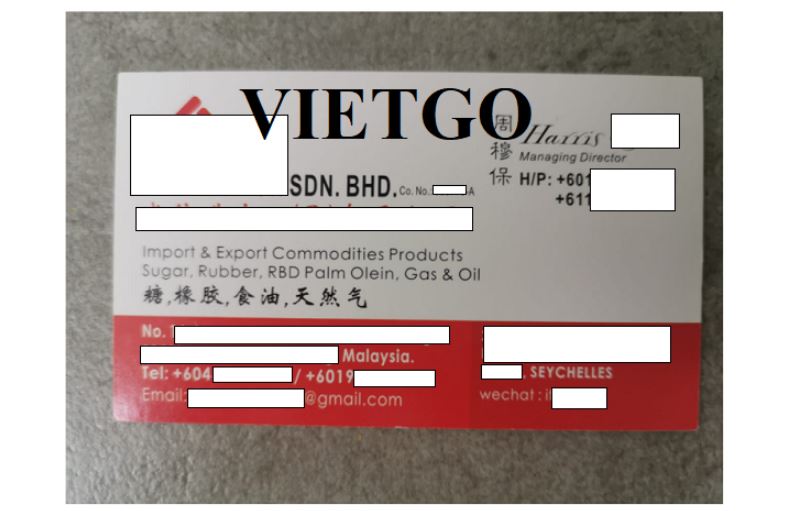 VIETGO
SDN. BHD. Co. No. -A
周穆保
Harris
Managing Director
H/P: +601
+611
Import & Export Commodities Products
Sugar, Rubber, RBD Palm Olein, Gas & Oil
糖,橡胶,食油,天然气
No. 1
Malaysia.
Tel: +604 / +6019
Email: @gmail.com
, SEYCHELLES
wechat : il